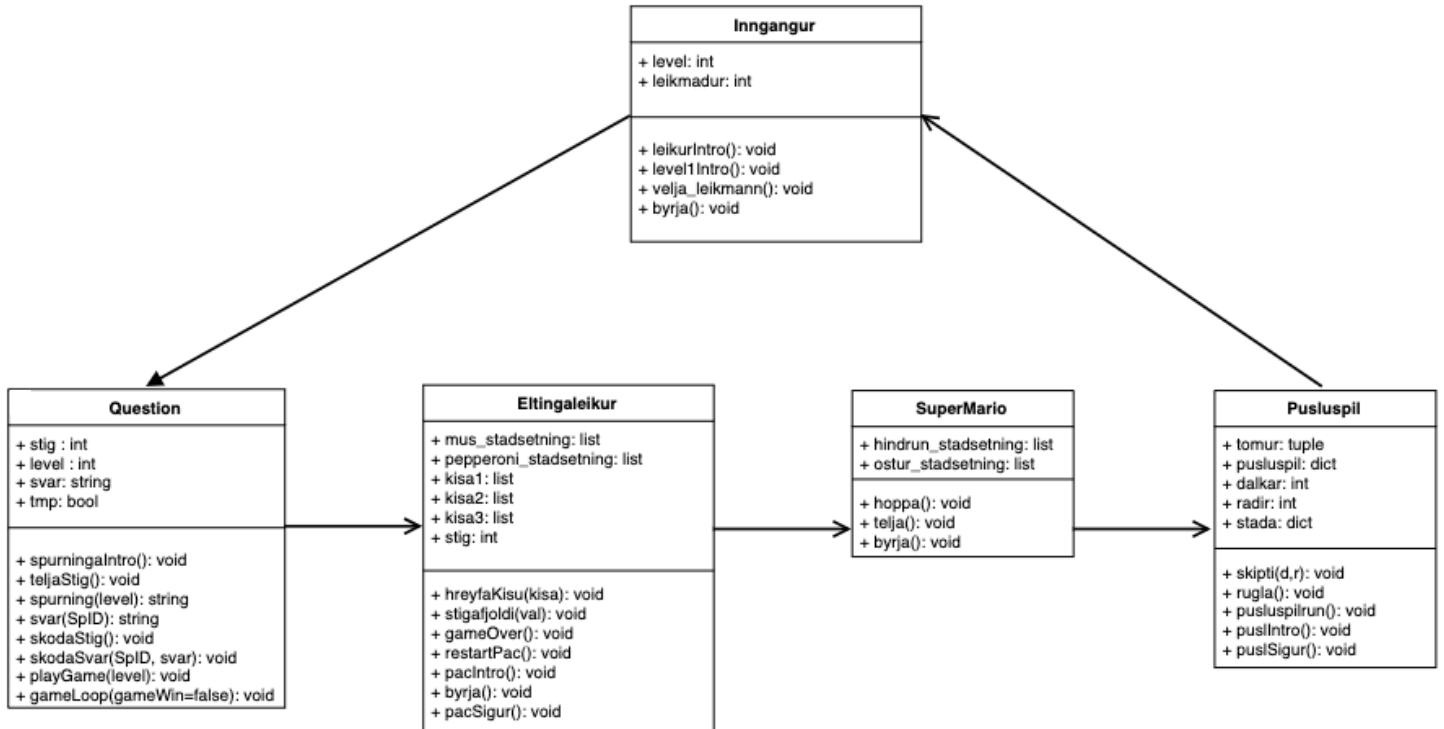 Inngangur
+ level: int
+ leikmadur: int
+ leikurIntro(): void
+ level1Intro(): void
+ velja_leikmann(): void
+ byrja(): void
Question
+ stig : int
+ level : int
+ svar: string
+ tmp: bool
+ spurningaIntro(): void
+ teljaStig(): void
+ spurning(level): string
+ svar(SpID): string
+ skodaStig(): void
+ skodaSvar(SpID, svar): void
+ playGame(level): void
+ gameLoop(gameWin=false): void
Eltingaleikur
+ mus_stadsetning: list
+ pepperoni_stadsetning: list
+ kisa1: list
+ kisa2: list
+ kisa3: list
+ stig: int
+ hreyfaKisu(kisa): void
+ stigafjoldi(val): void
+ gameOver(): void
+ restartPac(): void
+ pacIntro(): void
+ byrja(): void
+ pacSigur(): void
SuperMario
+ hindrun_stadsetning: list
+ ostur_stadsetning: list
+ hoppa(): void
+ telja(): void
+ byrja(): void
Pusluspil
+ tomur: tuple
+ pusluspil: dict
+ dalkar: int
+ radir: int
+ stada: dict
+ skipti(d,r): void
+ rugla(): void
+ pusluspilrun(): void
+ puslIntro(): void
+ puslSigur(): void